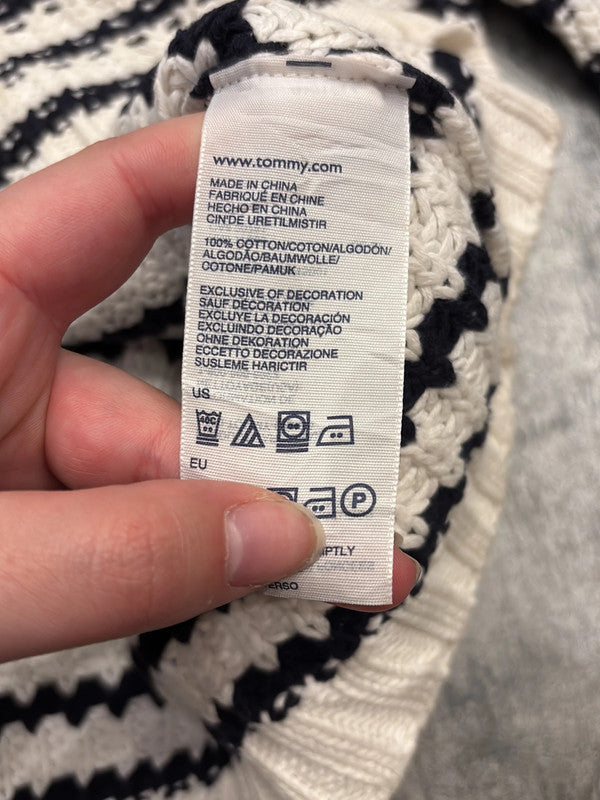 www.tommy.com
MADE IN CHINA
FABRIQUÉ EN CHINE
HECHO EN CHINA
CIN'DE URETILMISTIR
100% COTTON/COTON/ALGODÓN/
ALGODÃO/BAUMWOLLE/
COTONE/PAMUK
EXCLUSIVE OF DECORATION
SAUF DÉCORATION
EXCLUYE LA DECORACIÓN
EXCLUINDO DECORAÇÃO
OHNE DEKORATION
ECCETTO DECORAZIONE
SUSLEME HARICTIR
US
40C
EU
P